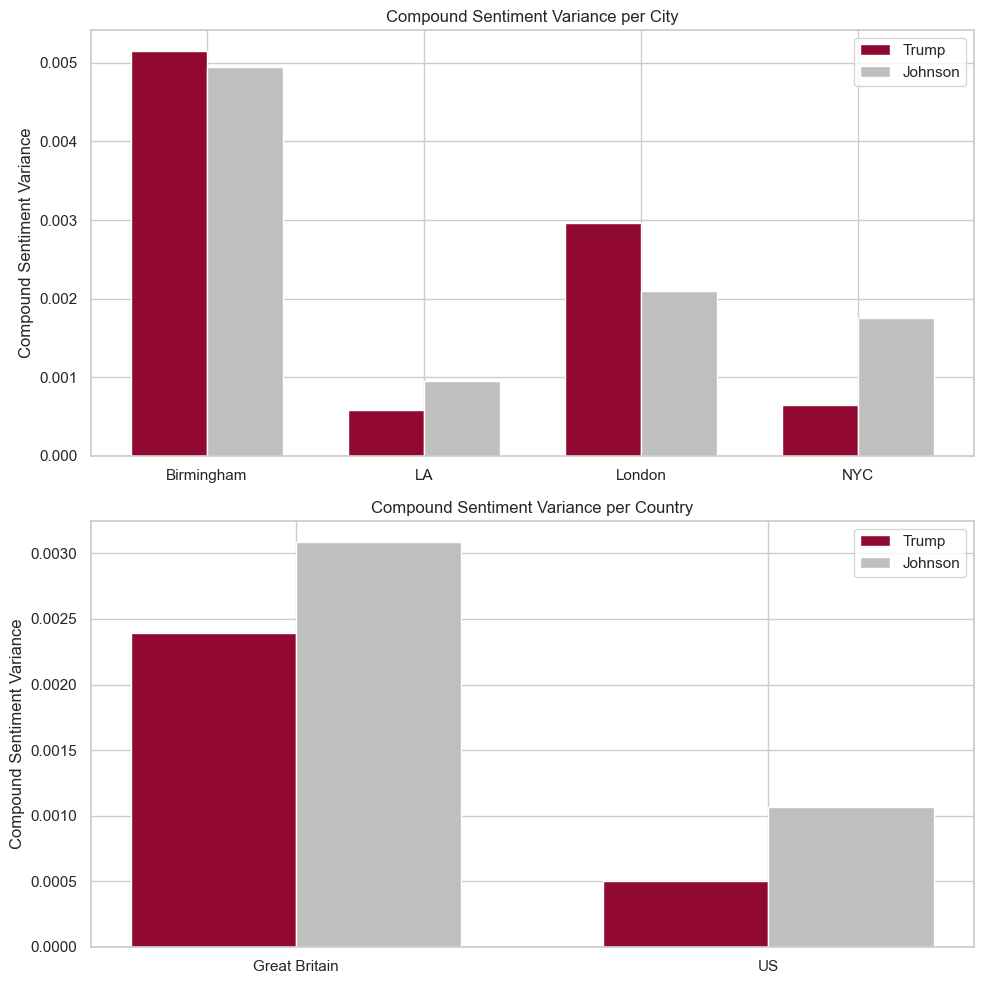 Compound Sentiment Variance per City
Trump
Johnson
Compound Sentiment Variance
0.005
0.004
0.003
0.002
0.001
0.000
Birmingham LA London NYC
Compound Sentiment Variance per Country
Trump
Johnson
Compound Sentiment Variance
0.0030
0.0025
0.0020
0.0015
0.0010
0.0005
0.0000
Great Britain US